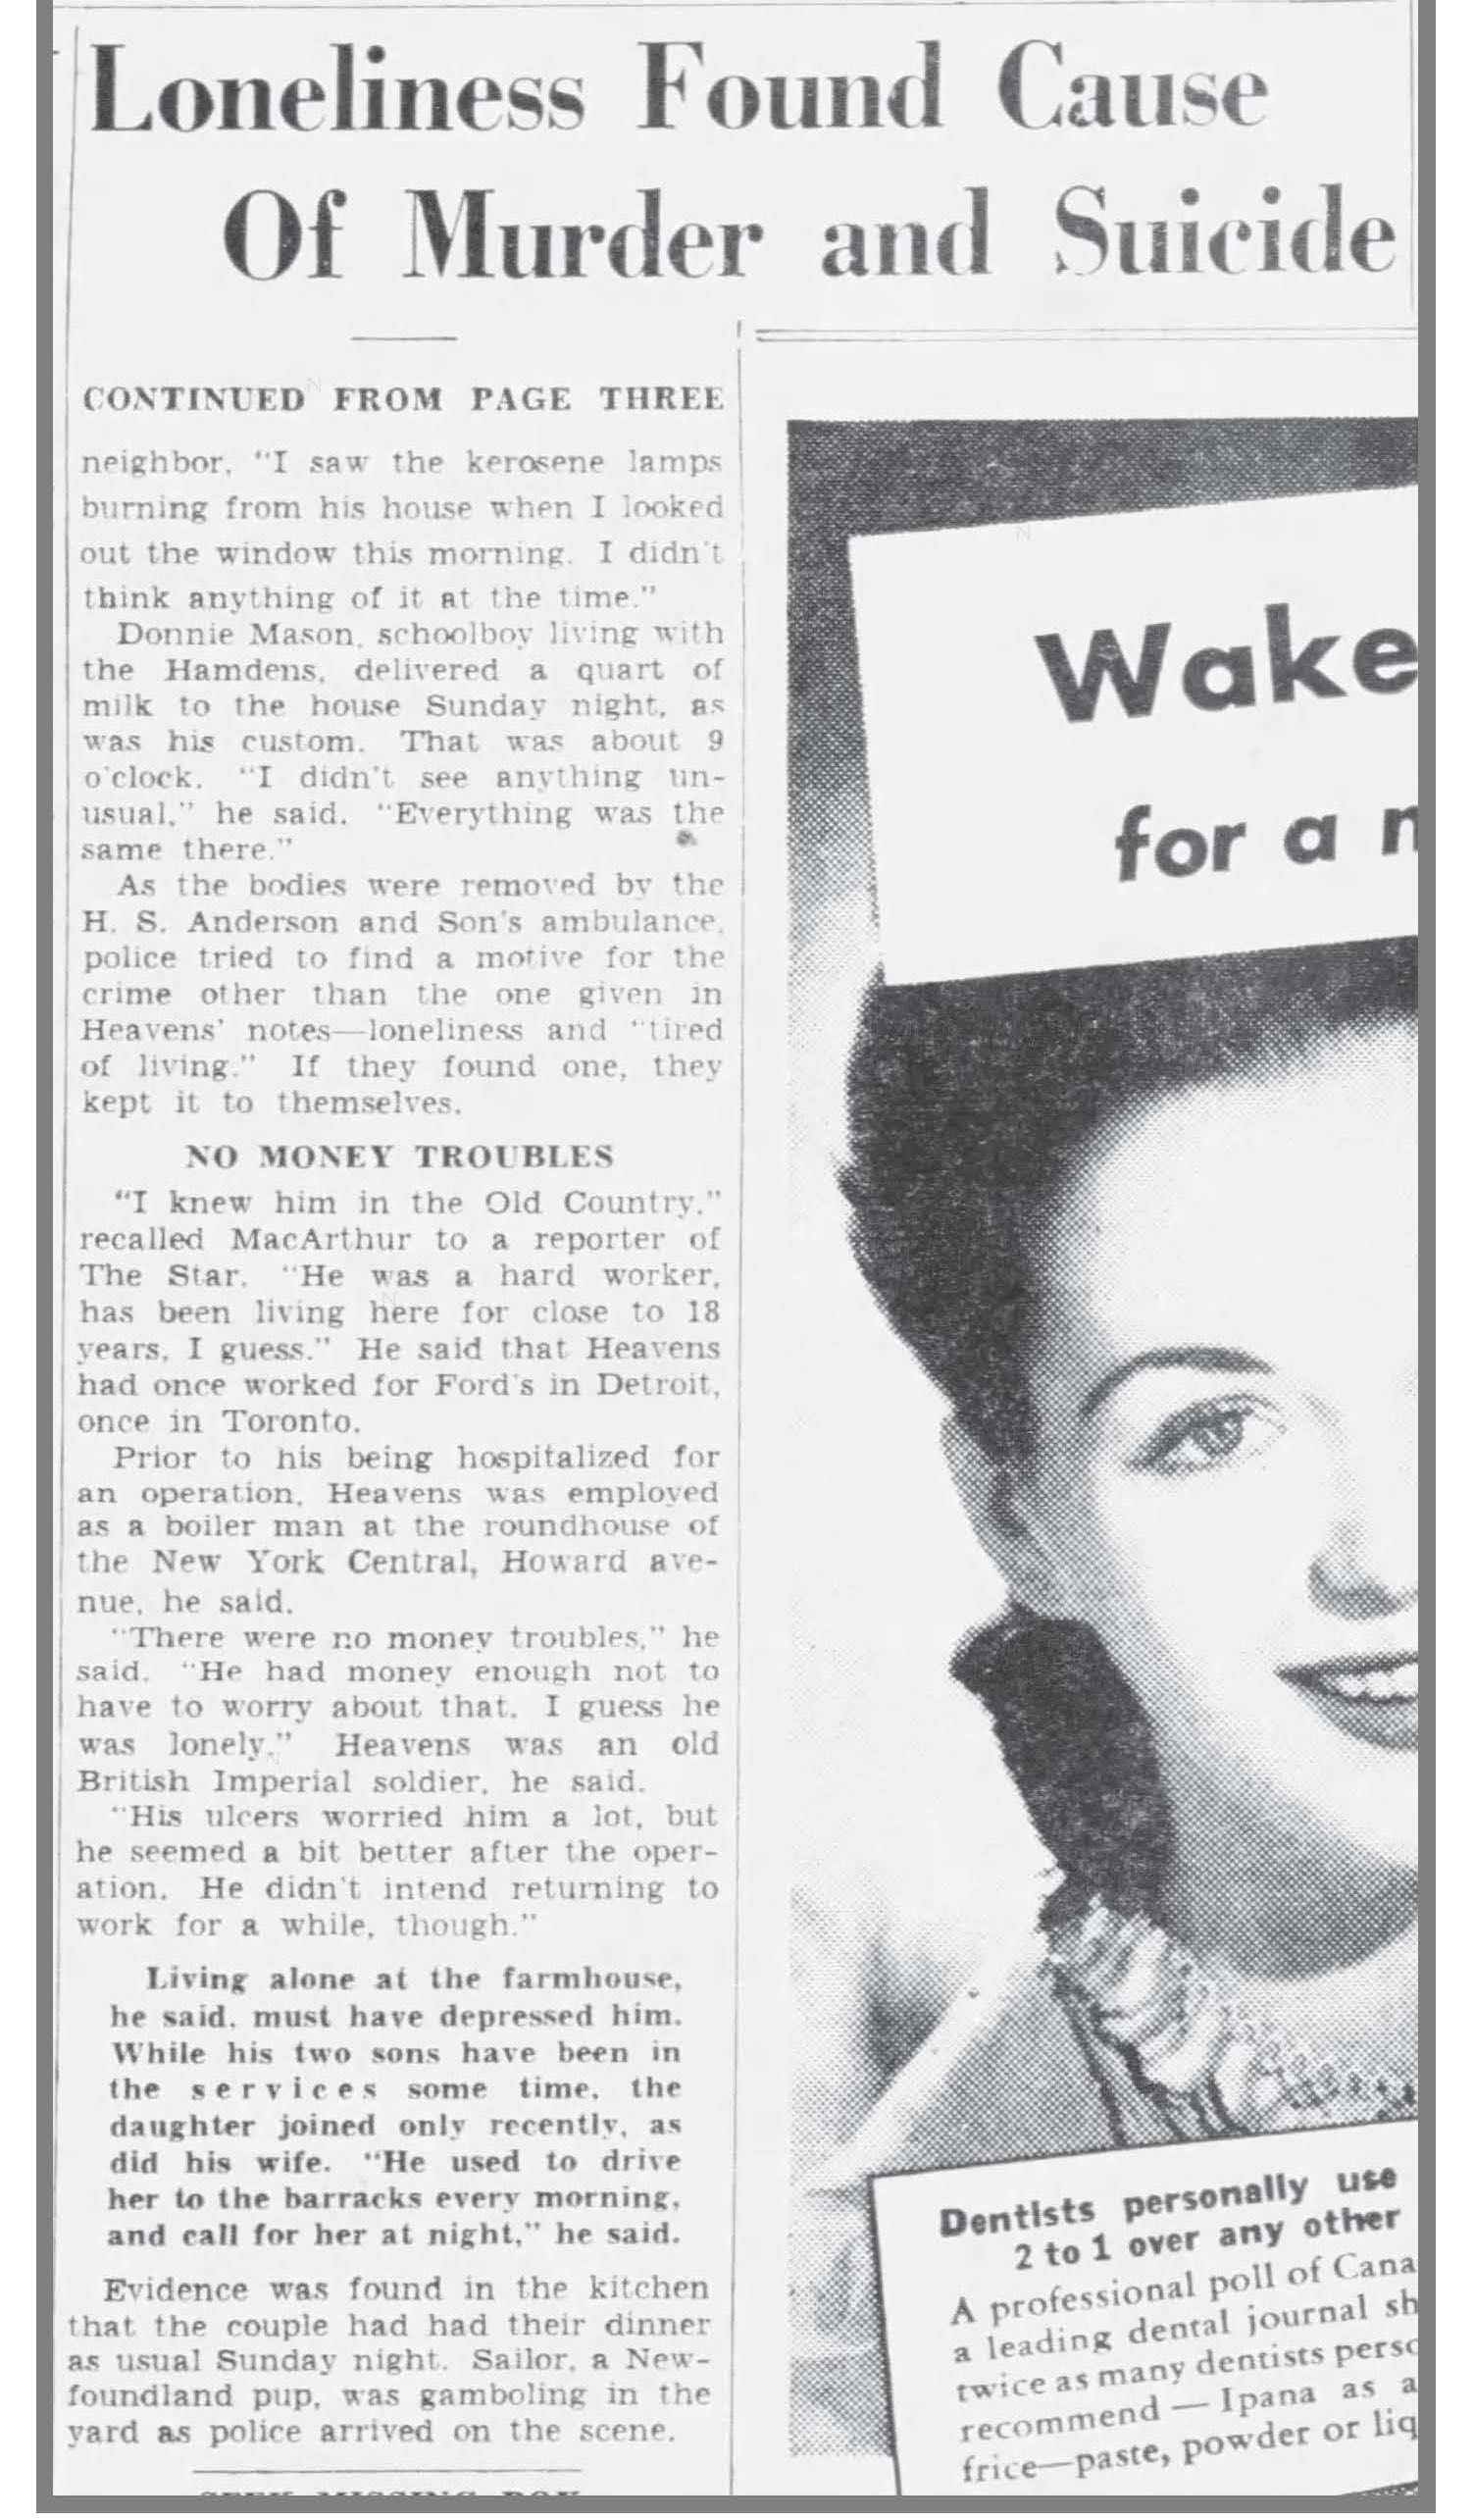 Loneliness Found Cause
Of Murder and Suicide
CONTINUED FROM PAGE THREE
neighbor, "I saw the kerosene lamps
burning from his house when I looked
out the window this morning. I didn't
think anything of it at the time."
Donnie Mason, schoolboy living with
the Hamdens, delivered a quart of
milk to the house Sunday night, as
was his custom. That was about 9
o'clock. "I didn't see anything un-
usual," he said. "Everything was the
same there."
As the bodies were removed by the
H. S. Anderson and Son's ambulance,
police tried to find a motive for the
crime other than the one given in
Heavens' notes—loneliness and "tired
of living." If they found one, they
kept it to themselves.
NO MONEY TROUBLES
"I knew him in the Old Country,"
recalled MacArthur to a reporter of
The Star. "He was a hard worker,
has been living here for close to 18
years, I guess." He said that Heavens
had once worked for Ford's in Detroit,
once in Toronto.
Prior to his being hospitalized for
an operation, Heavens was employed
as a boiler man at the roundhouse of
the New York Central, Howard ave-
nue, he said.
"There were no money troubles," he
said. "He had money enough not to
have to worry about that. I guess he
was lonely." Heavens was an old
British Imperial soldier, he said.
"His ulcers worried him a lot, but
he seemed a bit better after the oper-
ation. He didn't intend returning to
work for a while, though."
Living alone at the farmhouse,
he said, must have depressed him.
While his two sons have been in
the services some time, the
daughter joined only recently, as
did his wife. "He used to drive
her to the barracks every morning,
and call for her at night," he said.
Evidence was found in the kitchen
that the couple had had their dinner
as usual Sunday night. Sailor, a New-
foundland pup, was gamboling in the
yard as police arrived on the scene.
Wake
for a
Dentists personally use
2 to 1 over any other
A professional poll of Cana
a leading dental journal sh
twice as many dentists perso
recommend — Ipana as a
frice—paste, powder or liq